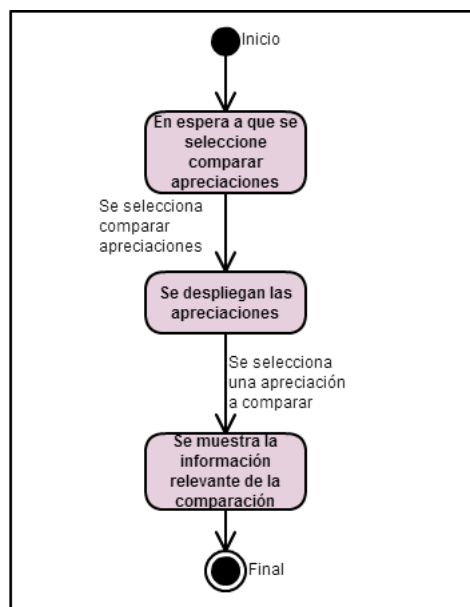 Inicio
En espera a que se
seleccione
comparar
apreciaciones
Se selecciona
comparar
apreciaciones
Se despliegan las
apreciaciones
Se selecciona
una apreciación
a comparar
Se muestra la
información
relevante de la
comparación
Final